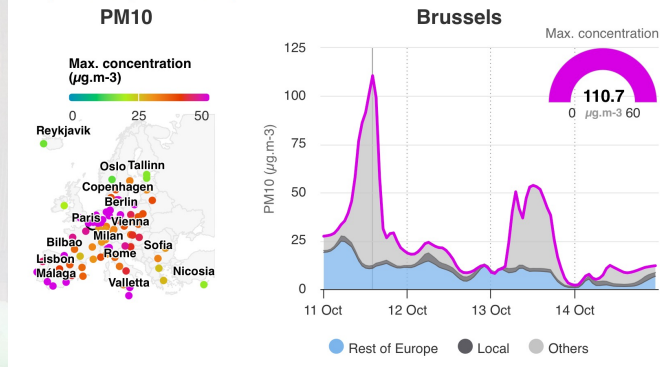 PM10
Max. concentration
(µg.m-3)
0 25 50
Reykjavik
Oslo Tallinn
Copenhagen
Berlin
Paris Vienna
Milan
Bilbao Sofia
Rome
Lisbon
Nicosia
Málaga
Valletta
Brussels
Max. concentration
110.7
0 µg.m-3 60
PM10 (µg.m-3)
125
100
75
50
25
0
11 Oct 12 Oct 13 Oct 14 Oct
Rest of Europe Local Others